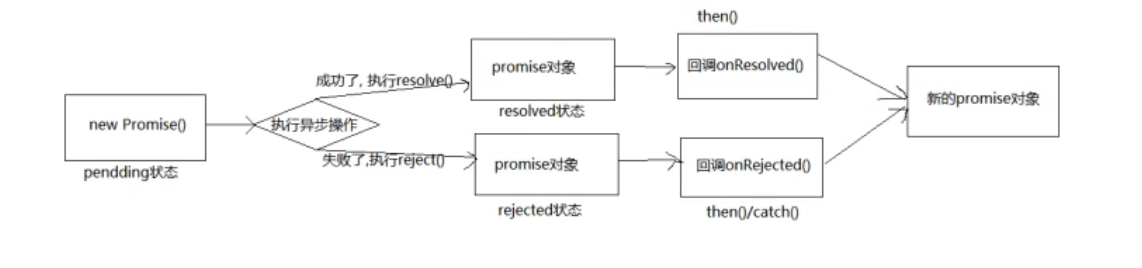 then()
成功了, 执行resolve()
promise对象
回调onResolved()
resolved状态
new Promise()
执行异步操作
新的promise对象
pendding状态
失败了,执行reject()
promise对象
回调onRejected()
rejected状态
then()/catch()